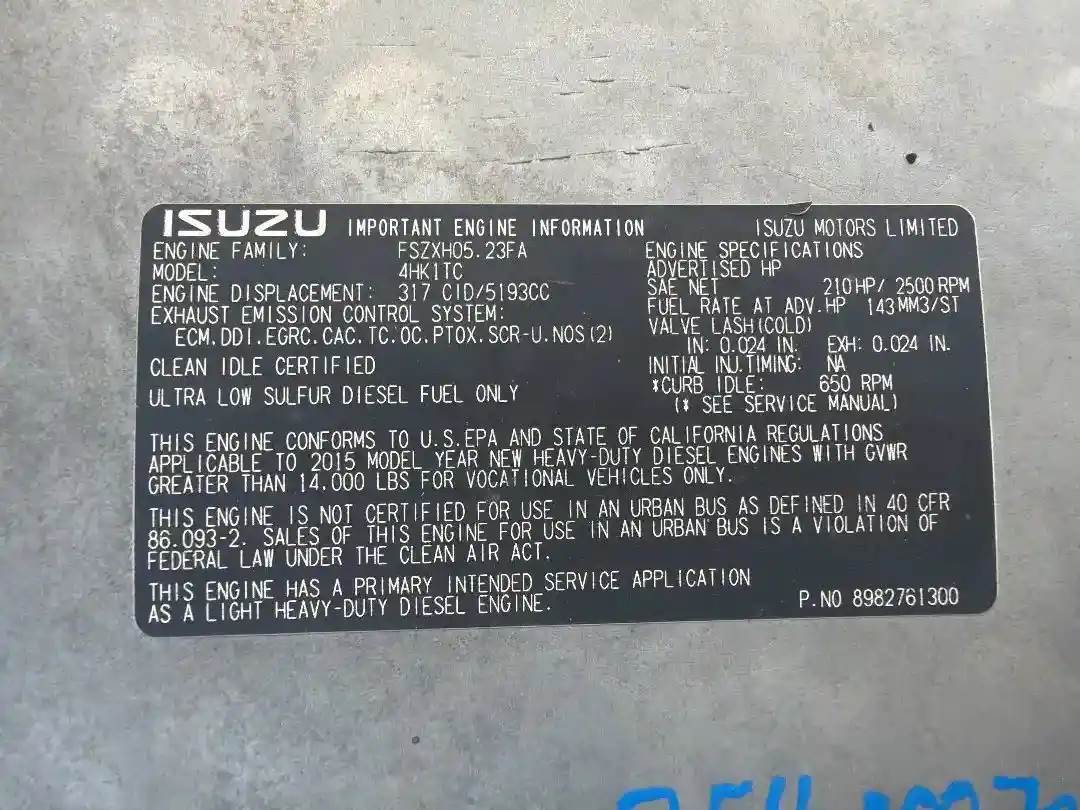 ISUZU IMPORTANT ENGINE INFORMATION ISUZU MOTORS LIMITED
ENGINE FAMILY: FSZXH05.23FA
MODEL: 4HK1TC
ENGINE DISPLACEMENT: 317 CID/5193CC
EXHAUST EMISSION CONTROL SYSTEM:
ECM.DDI.EGRC.CAC.TC.OC.PTOX.SCR-U.NOS(2)
CLEAN IDLE CERTIFIED
ULTRA LOW SULFUR DIESEL FUEL ONLY
ENGINE SPECIFICATIONS
ADVERTISED HP
SAE NET 210HP/ 2500RPM
FUEL RATE AT ADV.HP 143MM3/ST
VALVE LASH(COLD)
IN: 0.024 IN. EXH: 0.024 IN.
INITIAL INJ.TIMING: NA
*CURB IDLE: 650 RPM
(* SEE SERVICE MANUAL)
THIS ENGINE CONFORMS TO U.S.EPA AND STATE OF CALIFORNIA REGULATIONS
APPLICABLE TO 2015 MODEL YEAR NEW HEAVY-DUTY DIESEL ENGINES WITH GVWR
GREATER THAN 14.000 LBS FOR VOCATIONAL VEHICLES ONLY.
THIS ENGINE IS NOT CERTIFIED FOR USE IN AN URBAN BUS AS DEFINED IN 40 CFR
86.093-2. SALES OF THIS ENGINE FOR USE IN AN URBAN BUS IS A VIOLATION OF
FEDERAL LAW UNDER THE CLEAN AIR ACT.
THIS ENGINE HAS A PRIMARY INTENDED SERVICE APPLICATION
AS A LIGHT HEAVY-DUTY DIESEL ENGINE.
P.NO 8982761300